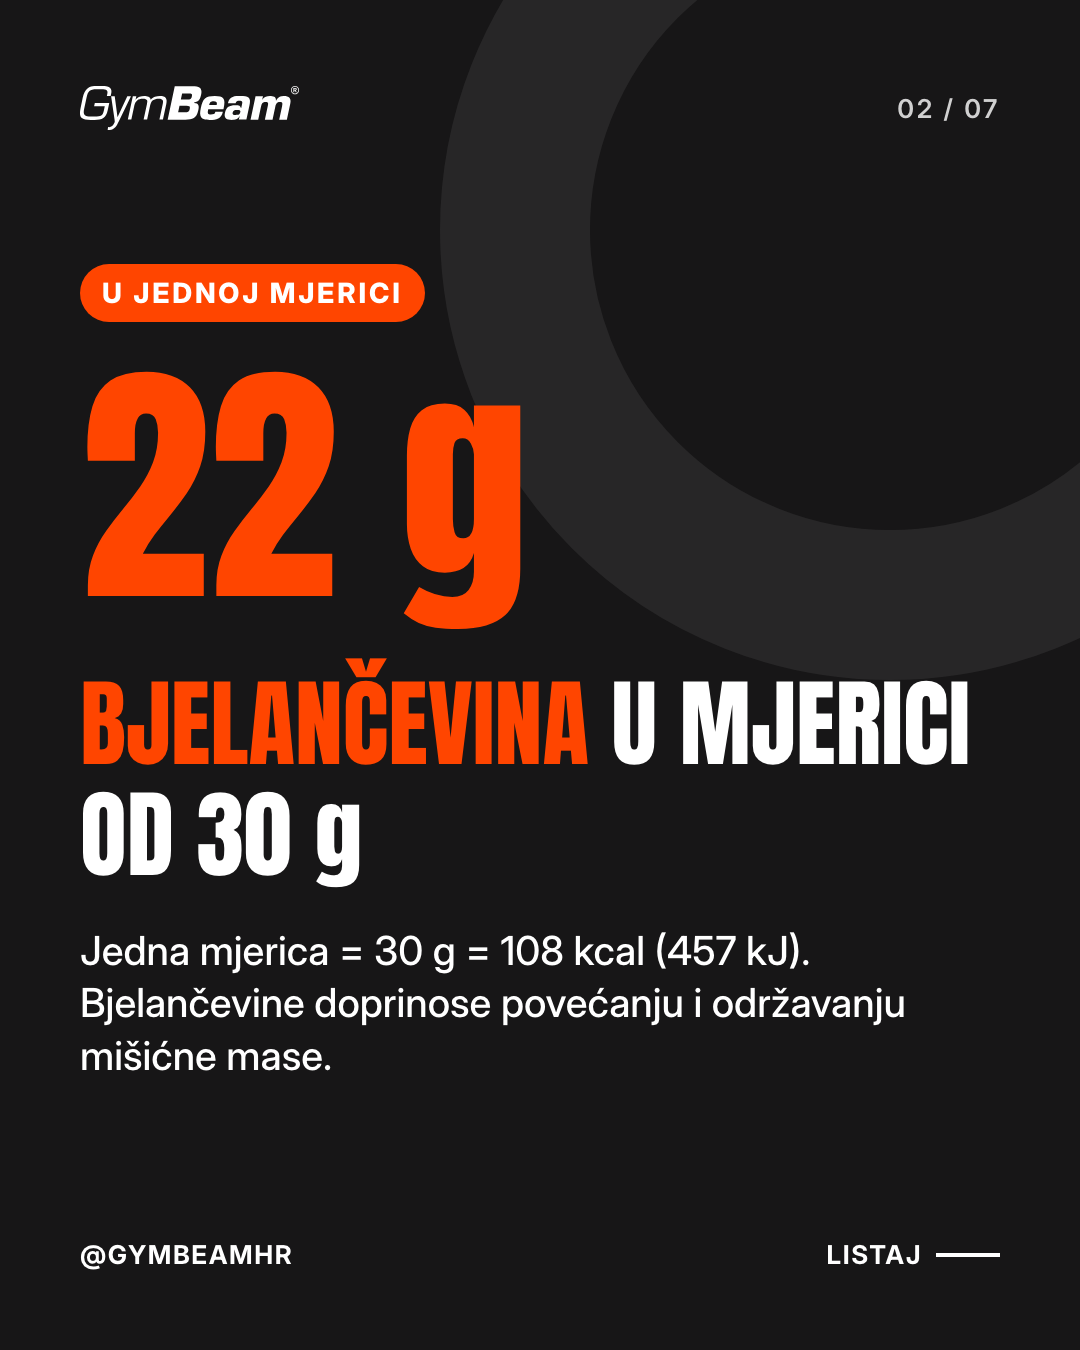 GymBeam®
02 / 07
U JEDNOJ MJERICI
22 g
BJELANČEVINA U MJERICI
OD 30 g
Jedna mjerica = 30 g = 108 kcal (457 kJ).
Bjelančevine doprinose povećanju i održavanju
mišićne mase.
@GYMBEAMHR
LISTAJ